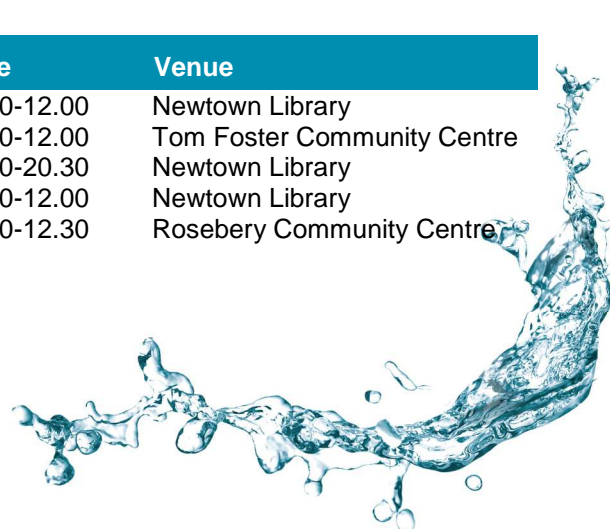 e Venue
0-12.00 Newtown Library
0-12.00 Tom Foster Community Centre
0-20.30 Newtown Library
0-12.00 Newtown Library
0-12.30 Rosebery Community Centre